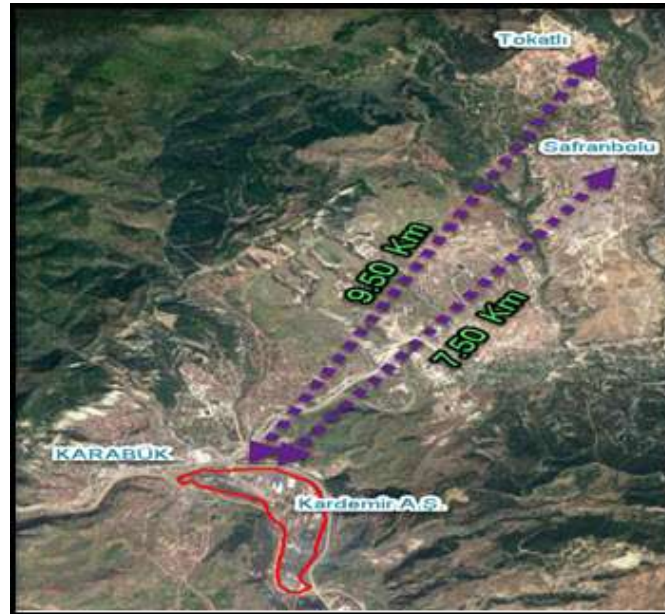 Tokatlı
Safranbolu
9.50 Km
7.50 Km
KARABÜK
Kardemir A.Ş.